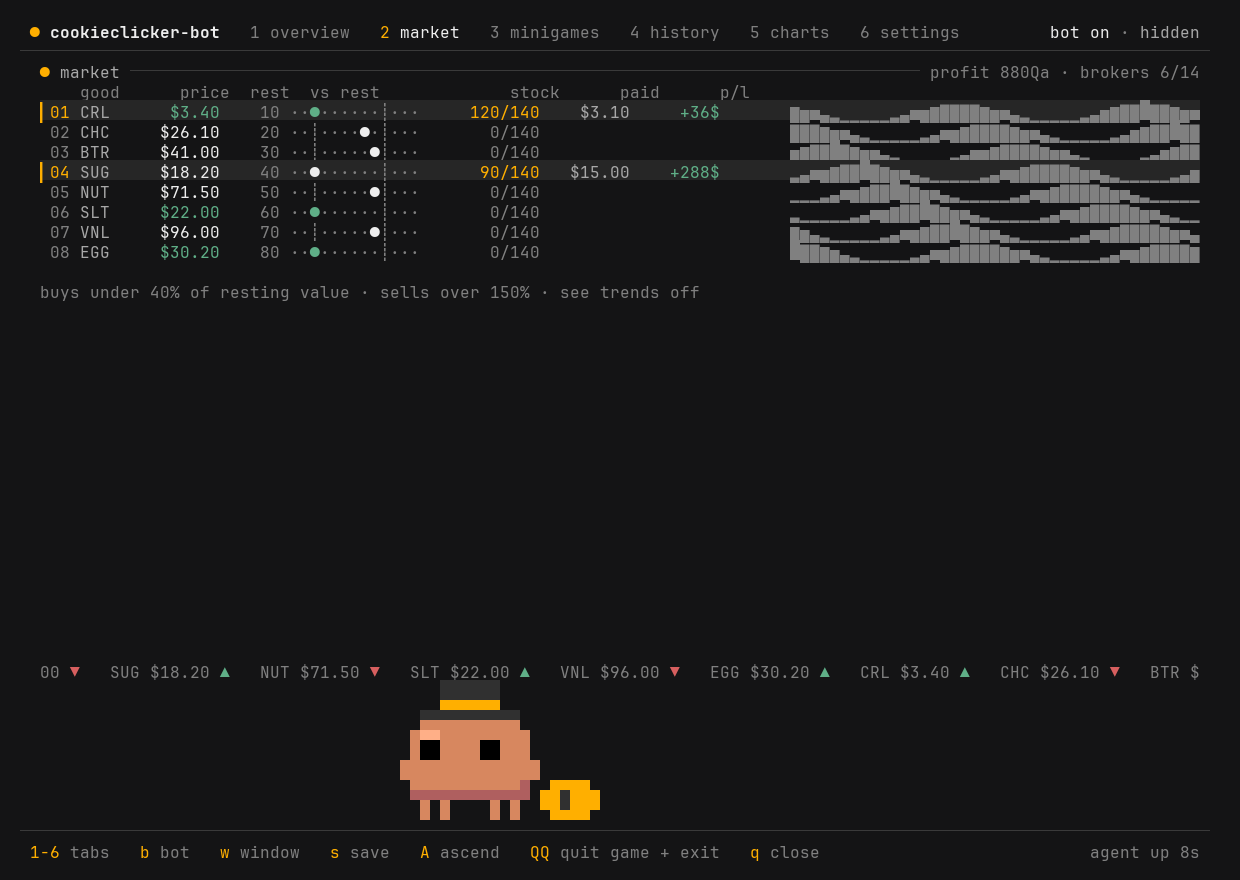 cookieclicker-bot 1 overview 2 market 3 minigames 4 history 5 charts 6 settings bot on · hidden
market profit 880Qa · brokers 6/14
good price rest vs rest stock paid p/l
01 CRL $3.40 10 120/140 $3.10 +36$
02 CHC $26.10 20 0/140
03 BTR $41.00 30 0/140
04 SUG $18.20 40 90/140 $15.00 +288$
05 NUT $71.50 50 0/140
06 SLT $22.00 60 0/140
07 VNL $96.00 70 0/140
08 EGG $30.20 80 0/140
buys under 40% of resting value · sells over 150% · see trends off
00 ▼ SUG $18.20 ▲ NUT $71.50 ▼ SLT $22.00 ▲ VNL $96.00 ▼ EGG $30.20 ▲ CRL $3.40 ▲ CHC $26.10 ▼ BTR $
1-6 tabs b bot w window s save A ascend QQ quit game + exit q close agent up 8s